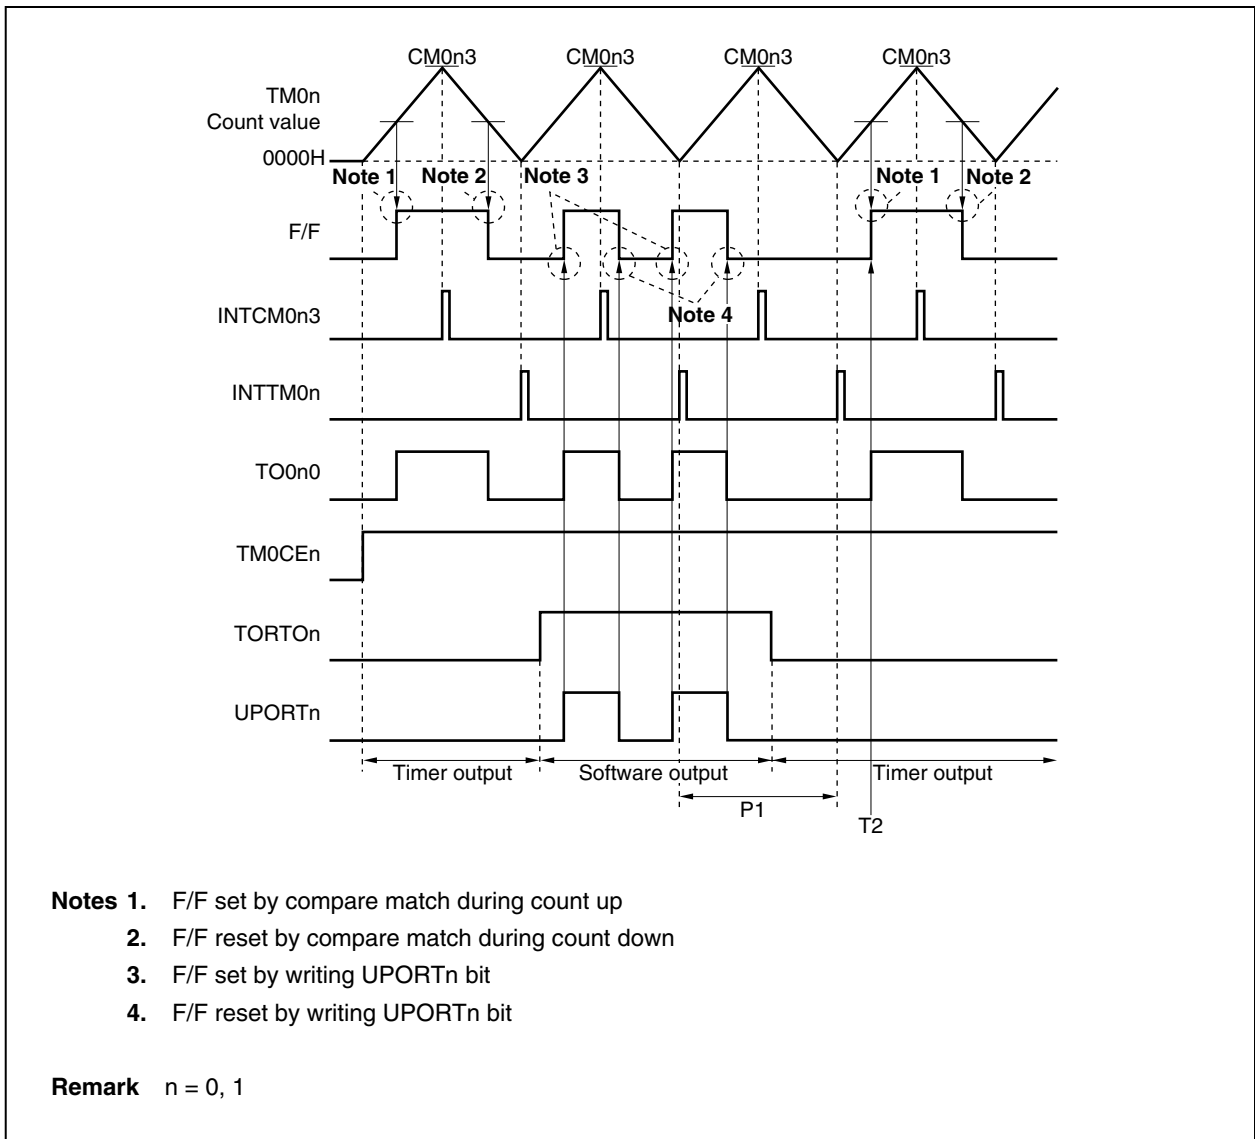 CM0n3 CM0n3 CM0n3 CM0n3
TM0n
Count value
0000H
Note 1 Note 2 Note 3 Note 1 Note 2
F/F
INTCM0n3 Note 4
INTTM0n
TO0n0
TM0CEn
TORTOn
UPORTn
Timer output Software output Timer output
P1
T2
Notes 1. F/F set by compare match during count up
2. F/F reset by compare match during count down
3. F/F set by writing UPORTn bit
4. F/F reset by writing UPORTn bit
Remark n = 0, 1